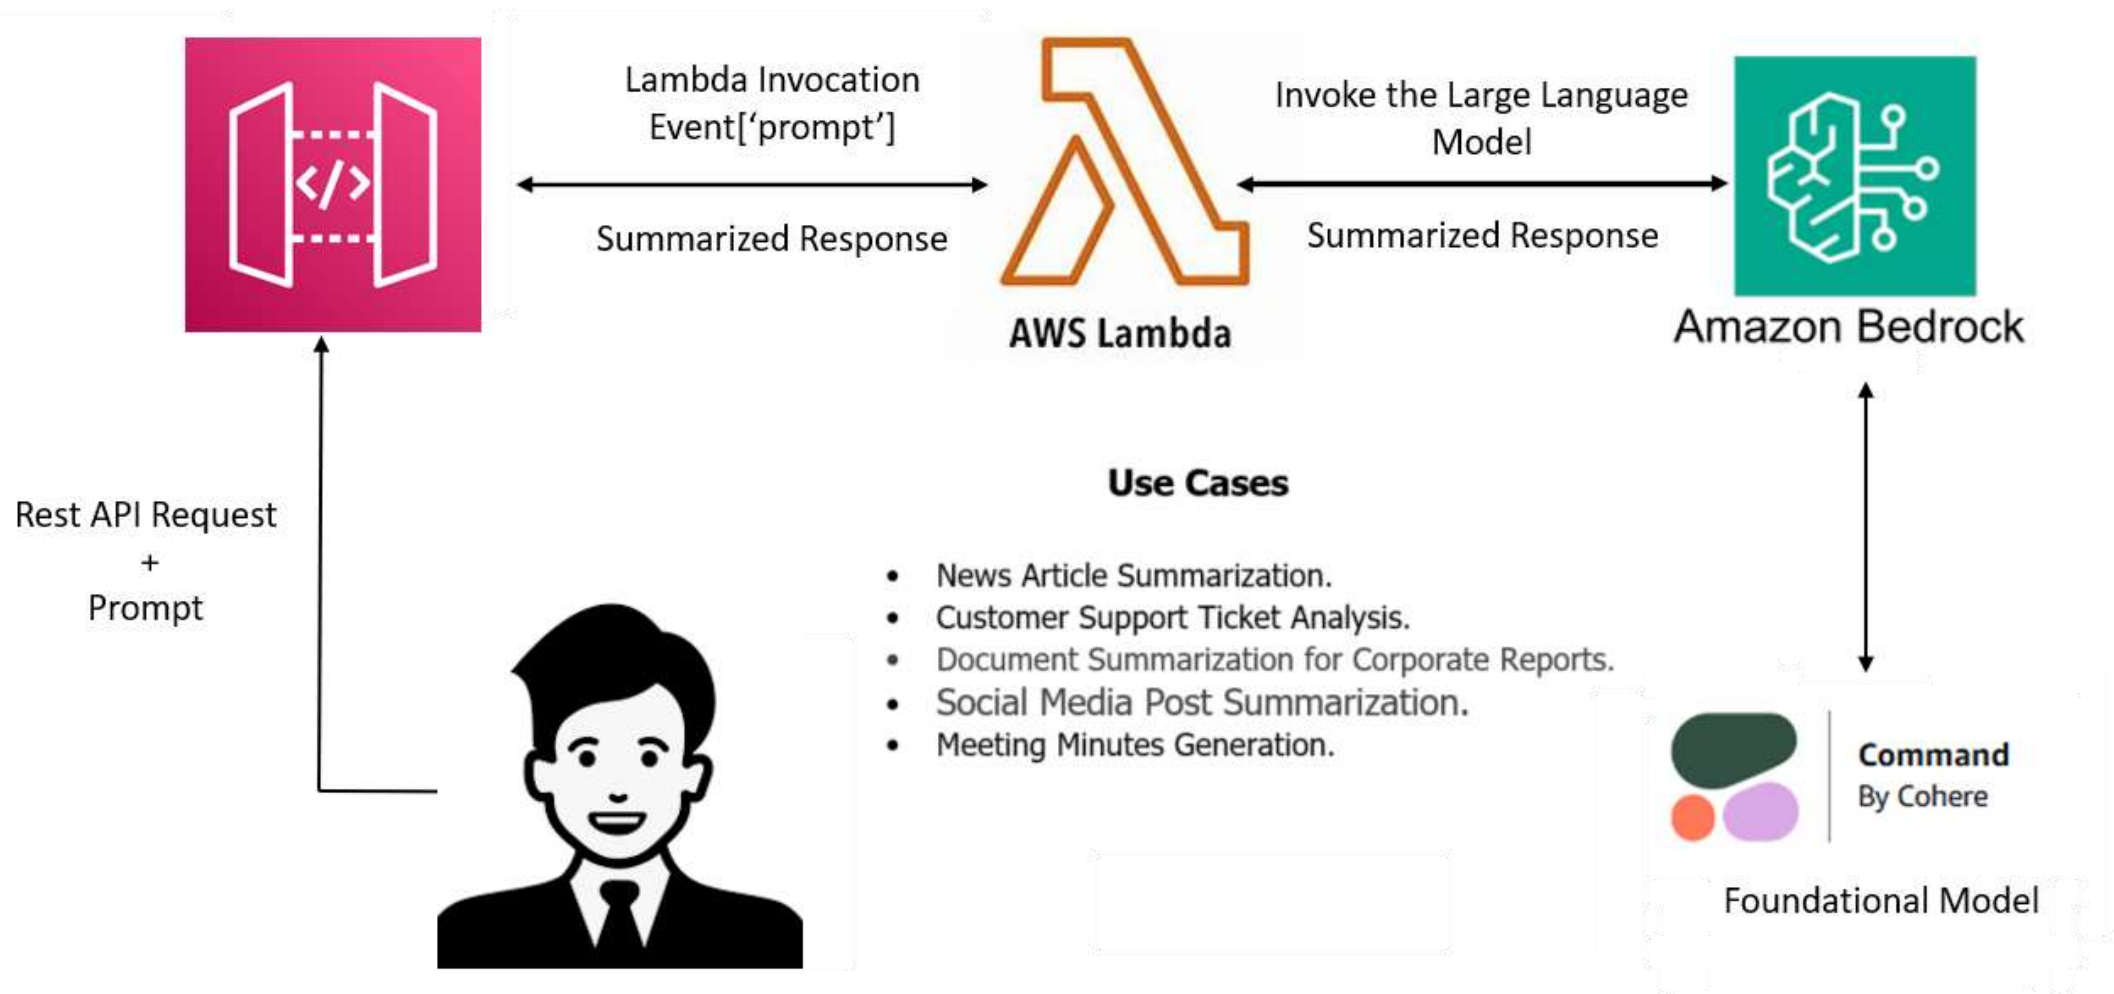 Lambda Invocation
Event[‘prompt’]
Summarized Response
</>
AWS Lambda
Invoke the Large Language
Model
Summarized Response
Amazon Bedrock
Rest API Request
+
Prompt
Use Cases
• News Article Summarization.
• Customer Support Ticket Analysis.
• Document Summarization for Corporate Reports.
• Social Media Post Summarization.
• Meeting Minutes Generation.
Command
By Cohere
Foundational Model